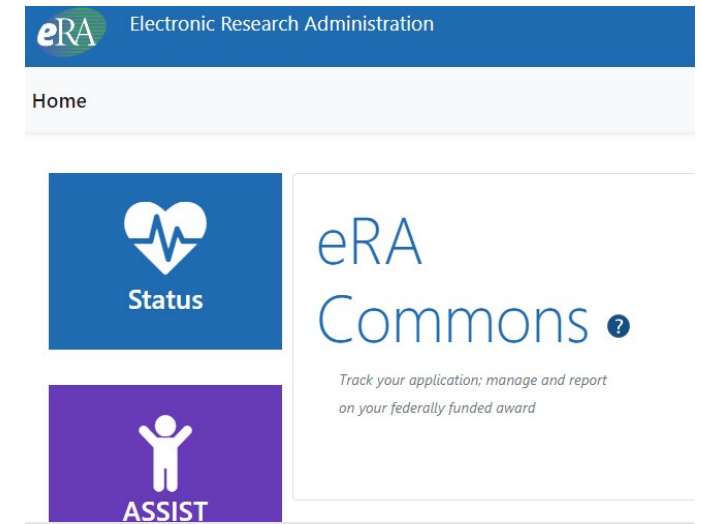 eRA Electronic Research Administration
Home
Status
eRA
Commons ?
Track your application; manage and report
on your federally funded award
ASSIST